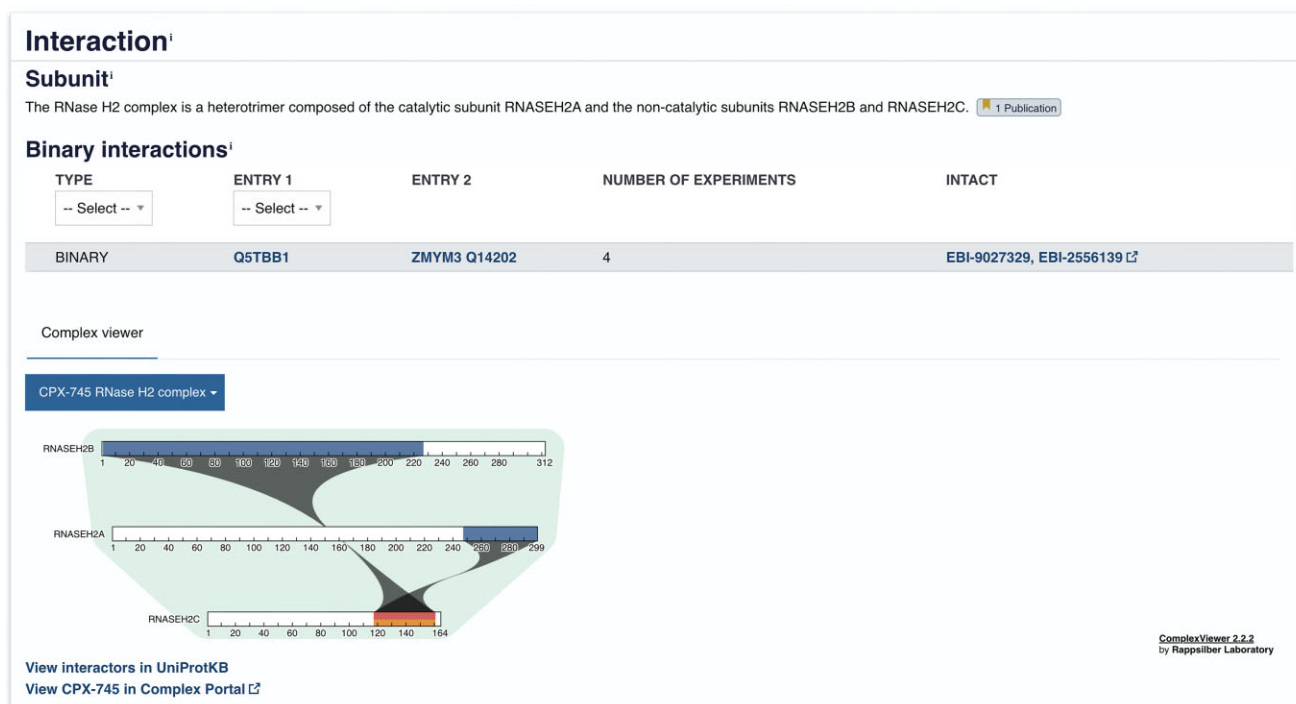 Interactionⁱ
Subunitⁱ
The RNase H2 complex is a heterotrimer composed of the catalytic subunit RNASEH2A and the non-catalytic subunits RNASEH2B and RNASEH2C. 1 Publication
Binary interactionsⁱ
TYPE ENTRY 1 ENTRY 2 NUMBER OF EXPERIMENTS INTACT
-- Select -- -- Select --
BINARY Q5TBB1 ZMYM3 Q14202 4 EBI-9027329, EBI-2556139
Complex viewer
CPX-745 RNase H2 complex
RNASEH2B
1 20 40 60 80 100 120 140 160 180 200 220 240 260 280 312
RNASEH2A
1 20 40 60 80 100 120 140 160 180 200 220 240 260 280 299
RNASEH2C
1 20 40 60 80 100 120 140 164
ComplexViewer 2.2.2
by Rappsilber Laboratory
View interactors in UniProtKB
View CPX-745 in Complex Portal